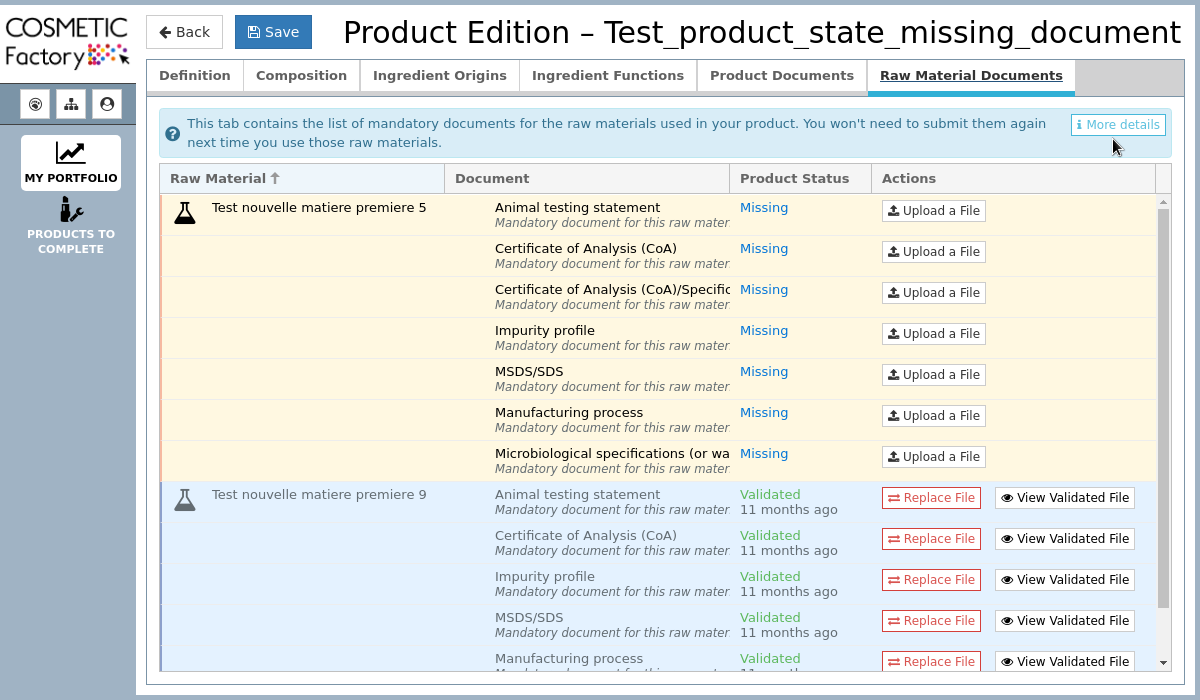 COSMETIC
Factory
Back
Save
Product Edition – Test_product_state_missing_document
Definition
Composition
Ingredient Origins
Ingredient Functions
Product Documents
Raw Material Documents
MY PORTFOLIO
PRODUCTS TO
COMPLETE
This tab contains the list of mandatory documents for the raw materials used in your product. You won't need to submit them again
next time you use those raw materials.
More details
Raw Material
Document
Product Status
Actions
Test nouvelle matiere premiere 5
Animal testing statement
Mandatory document for this raw mater
Missing
Upload a File
Certificate of Analysis (CoA)
Mandatory document for this raw mater
Missing
Upload a File
Certificate of Analysis (CoA)/Specific
Mandatory document for this raw mater
Missing
Upload a File
Impurity profile
Mandatory document for this raw mater
Missing
Upload a File
MSDS/SDS
Mandatory document for this raw mater
Missing
Upload a File
Manufacturing process
Mandatory document for this raw mater
Missing
Upload a File
Microbiological specifications (or wa
Mandatory document for this raw mater
Missing
Upload a File
Test nouvelle matiere premiere 9
Animal testing statement
Mandatory document for this raw mater
Validated
11 months ago
Replace File
View Validated File
Certificate of Analysis (CoA)
Mandatory document for this raw mater
Validated
11 months ago
Replace File
View Validated File
Impurity profile
Mandatory document for this raw mater
Validated
11 months ago
Replace File
View Validated File
MSDS/SDS
Mandatory document for this raw mater
Validated
11 months ago
Replace File
View Validated File
Manufacturing process
Validated
Replace File
View Validated File